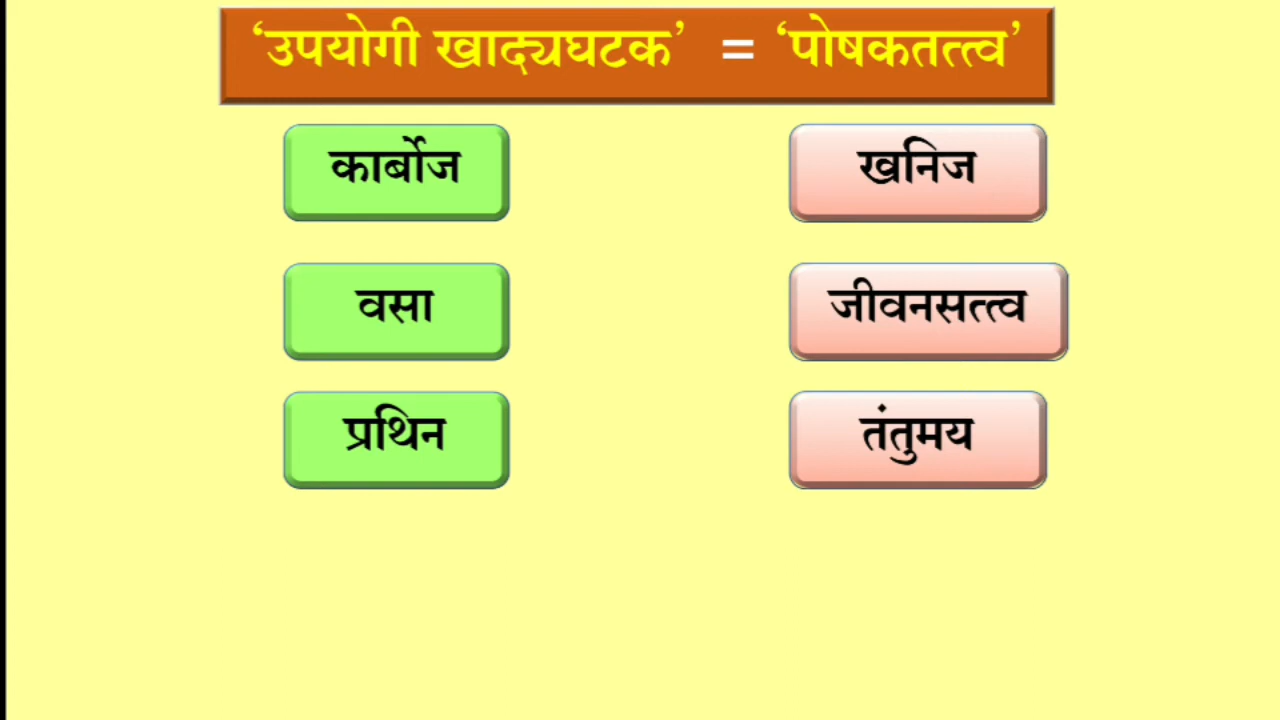 ‘उपयोगी खाद्यघटक’ = ‘पोषकतत्त्व’
कार्बोज
खनिज
वसा
जीवनसत्त्व
प्रथिन
तंतुमय